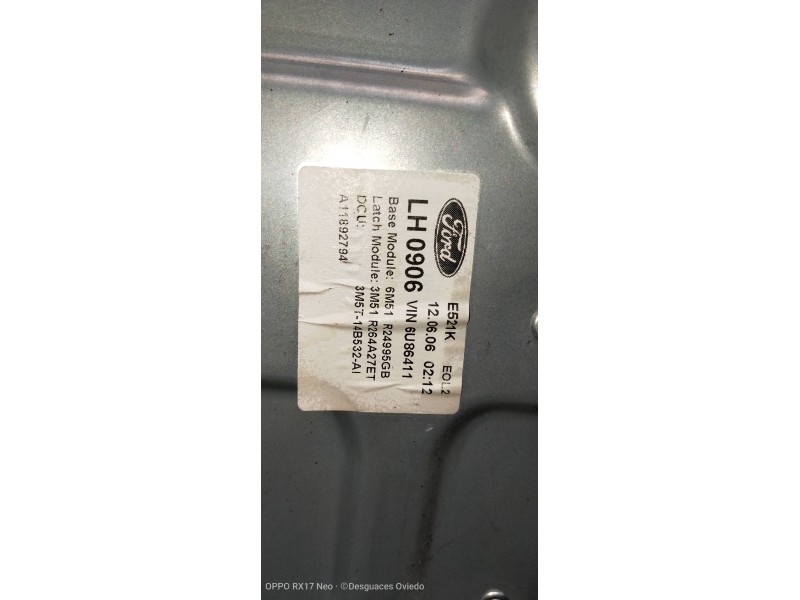 Ford
E521K EOL2
12.06.06 02:12
LH 0906 VIN 6U86411
Base Module: 6M51 R24995GB
Latch Module: 3M51 R264A27ET
DCU: 3M5T-14B532-AI
A11892794
OPPO RX17 Neo · ©Desguaces Oviedo